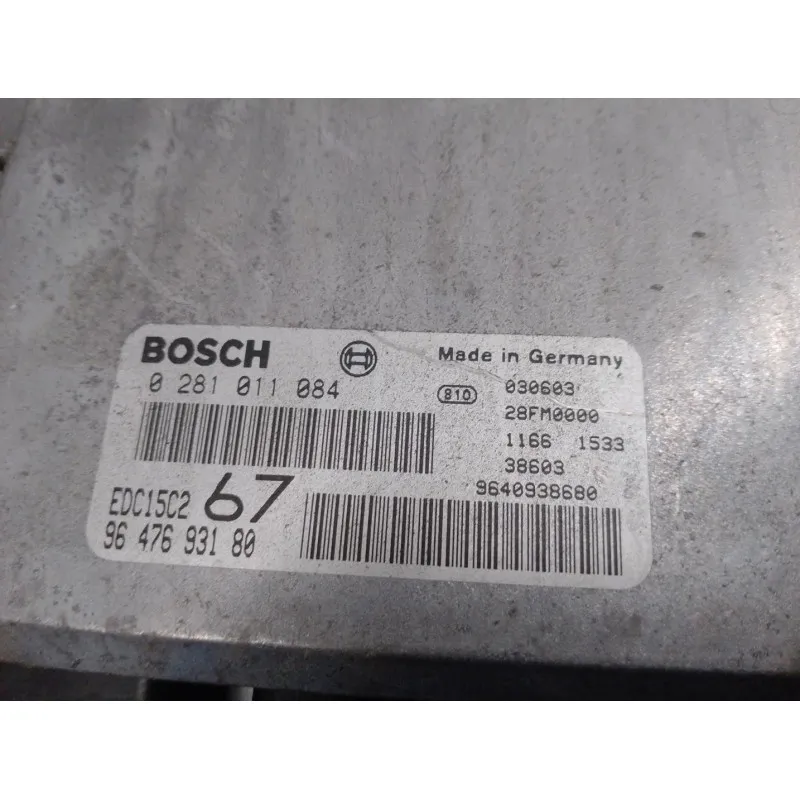 BOSCH
0 281 011 084
EDC15C2 67
96 476 931 80
Made in Germany
810 030603
28FM0000
1166 1533
38603
9640938680